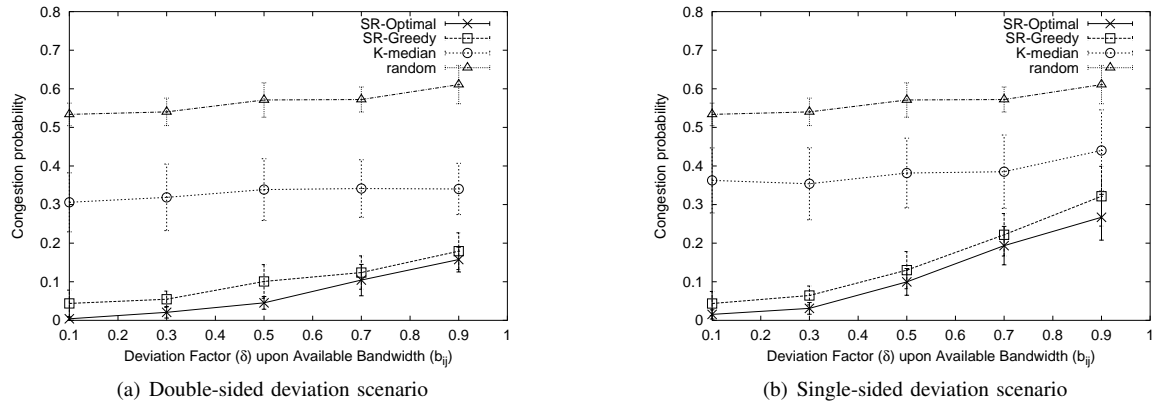 SR-Optimal
SR-Greedy
K-median
random
Congestion probability
0.8
0.7
0.6
0.5
0.4
0.3
0.2
0.1
0
0.1 0.2 0.3 0.4 0.5 0.6 0.7 0.8 0.9 1
Deviation Factor (δ) upon Available Bandwidth (bij)
(a) Double-sided deviation scenario
SR-Optimal
SR-Greedy
K-median
random
Congestion probability
0.8
0.7
0.6
0.5
0.4
0.3
0.2
0.1
0
0.1 0.2 0.3 0.4 0.5 0.6 0.7 0.8 0.9 1
Deviation Factor (δ) upon Available Bandwidth (bij)
(b) Single-sided deviation scenario